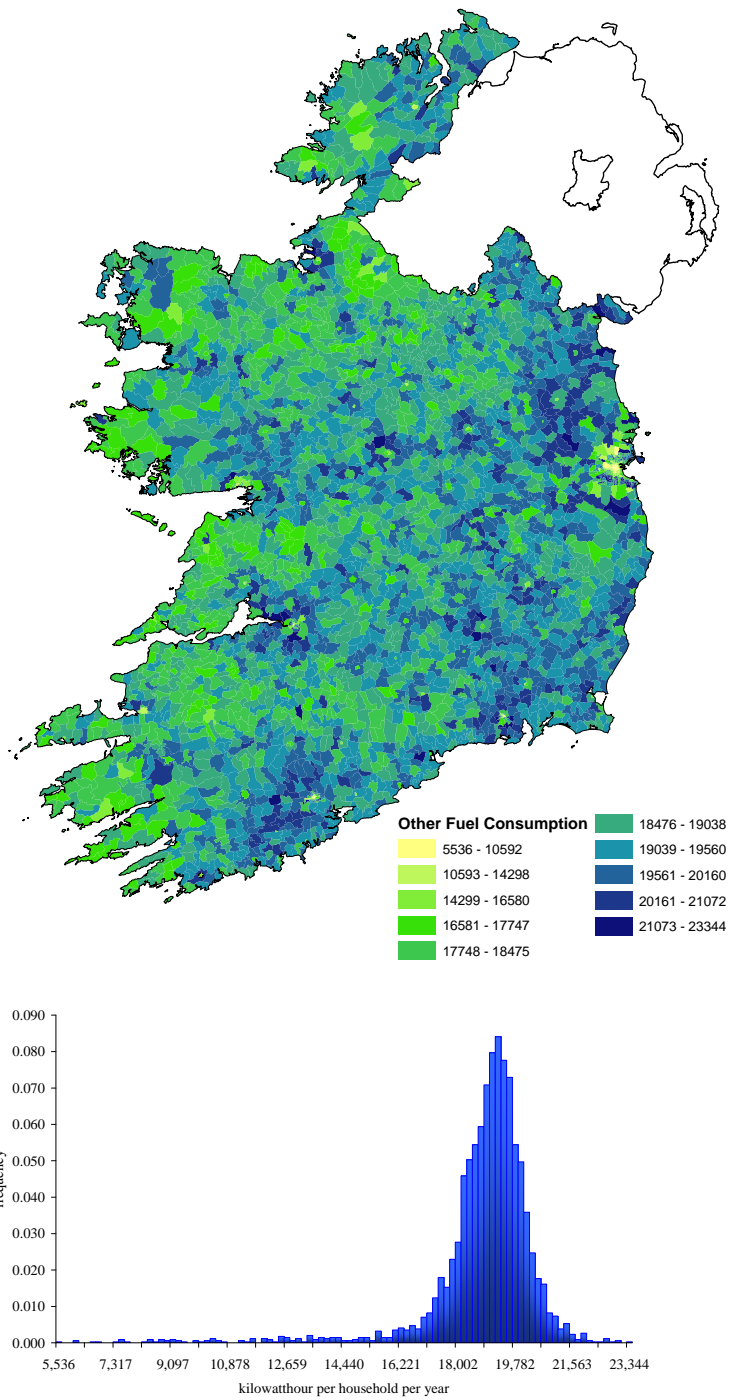 Other Fuel Consumption
5536 - 10592
10593 - 14298
14299 - 16580
16581 - 17747
17748 - 18475
18476 - 19038
19039 - 19560
19561 - 20160
20161 - 21072
21073 - 23344
0.090
0.080
0.070
0.060
0.050
0.040
0.030
0.020
0.010
0.000
frequency
5,536 7,317 9,097 10,878 12,659 14,440 16,221 18,002 19,782 21,563 23,344
kilowatthour per household per year